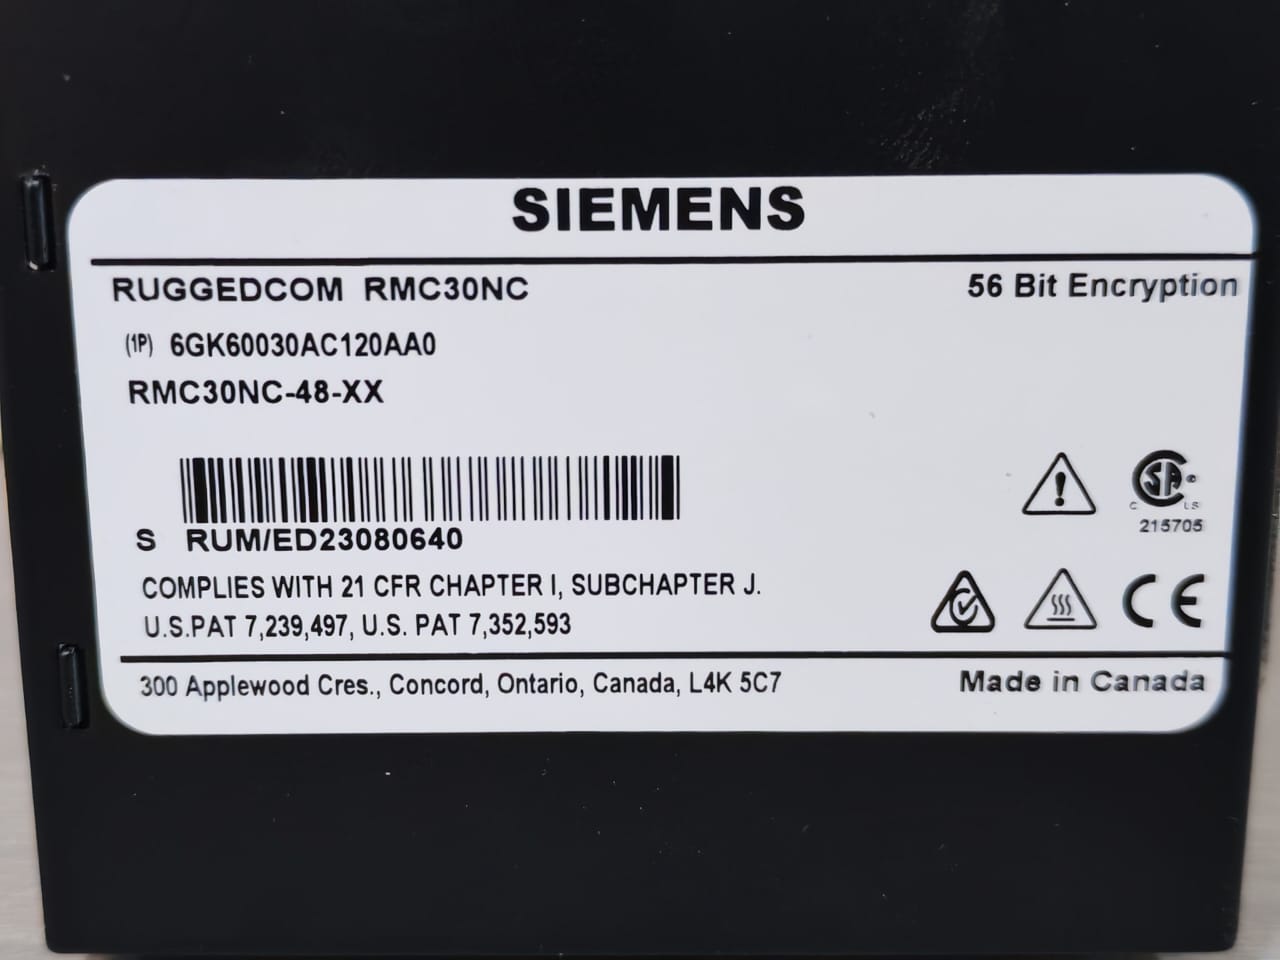 SIEMENS
RUGGEDCOM RMC30NC
56 Bit Encryption
(1P) 6GK60030AC120AA0
RMC30NC-48-XX
S RUM/ED23080640
COMPLIES WITH 21 CFR CHAPTER I, SUBCHAPTER J.
U.S.PAT 7,239,497, U.S. PAT 7,352,593
C US
215705
CE
300 Applewood Cres., Concord, Ontario, Canada, L4K 5C7
Made in Canada